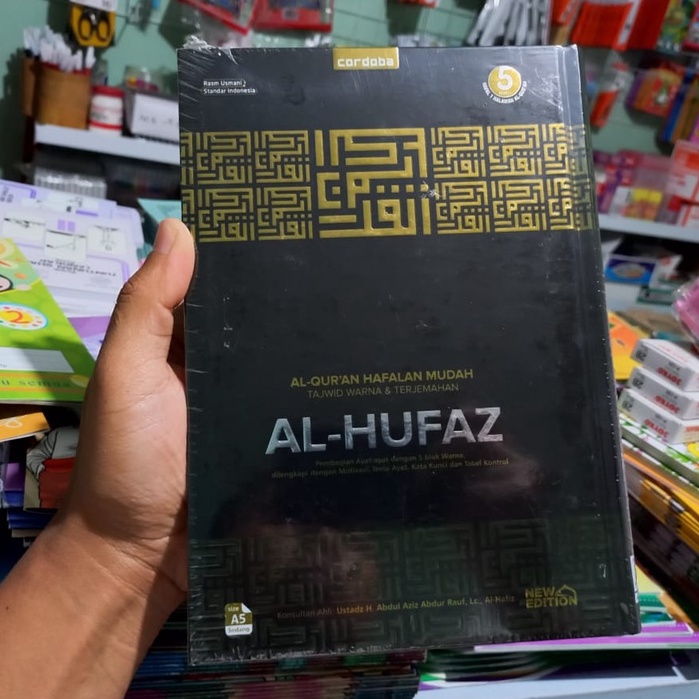 cordoba
Rasm Usmani
Standar Indonesia
5
AL-QUR'AN HAFALAN MUDAH
TAJWID WARNA & TERJEMAHAN
AL-HUFAZ
Pembagian Ayat-ayat dengan 5 blok Warna
dilengkapi dengan Motivasi, Tema Ayat, Kata Kunci dan Tabel Kontrol
Konsultan Ahli: Ustadz H. Abdul Aziz Abdur Rauf, Lc., Al-Hafiz
NEW
EDITION
size
A5
Sedang
2